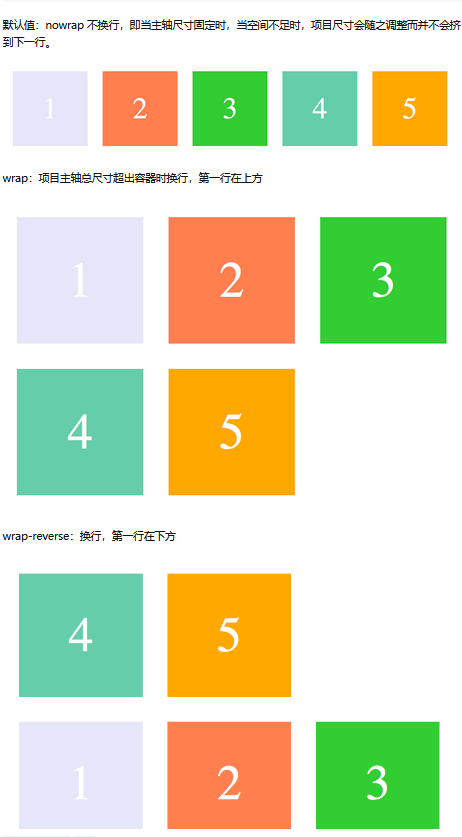 默认值：nowrap 不换行，即当主轴尺寸固定时，当空间不足时，项目尺寸会随之调整而并不会挤
到下一行。
1 2 3 4 5
wrap：项目主轴总尺寸超出容器时换行，第一行在上方
1 2 3
4 5
wrap-reverse：换行，第一行在下方
4 5
1 2 3